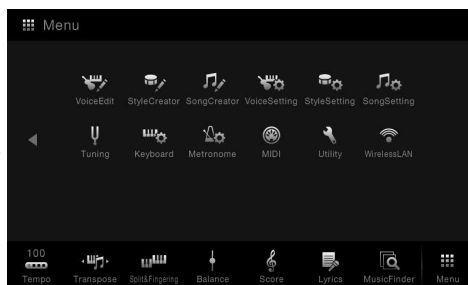 Menu
VoiceEdit StyleCreator SongCreator VoiceSetting StyleSetting SongSetting
Tuning Keyboard Metronome MIDI Utility WirelessLAN
100
Tempo Transpose Split&Fingering Balance Score Lyrics MusicFinder Menu